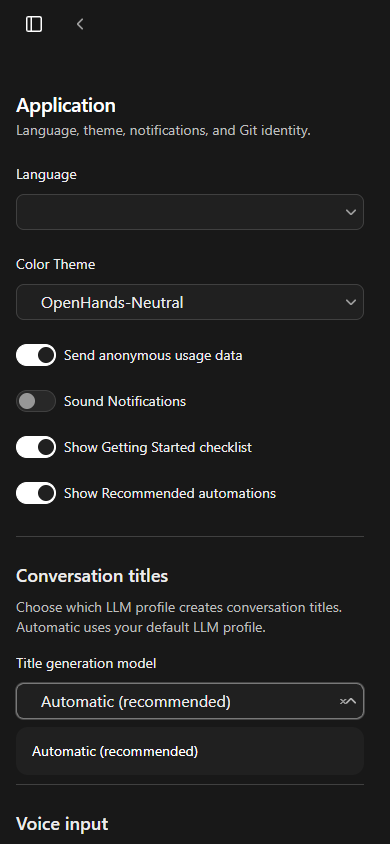 Application
Language, theme, notifications, and Git identity.
Language
Color Theme
OpenHands-Neutral
Send anonymous usage data
Sound Notifications
Show Getting Started checklist
Show Recommended automations
Conversation titles
Choose which LLM profile creates conversation titles.
Automatic uses your default LLM profile.
Title generation model
Automatic (recommended)
Automatic (recommended)
Voice input